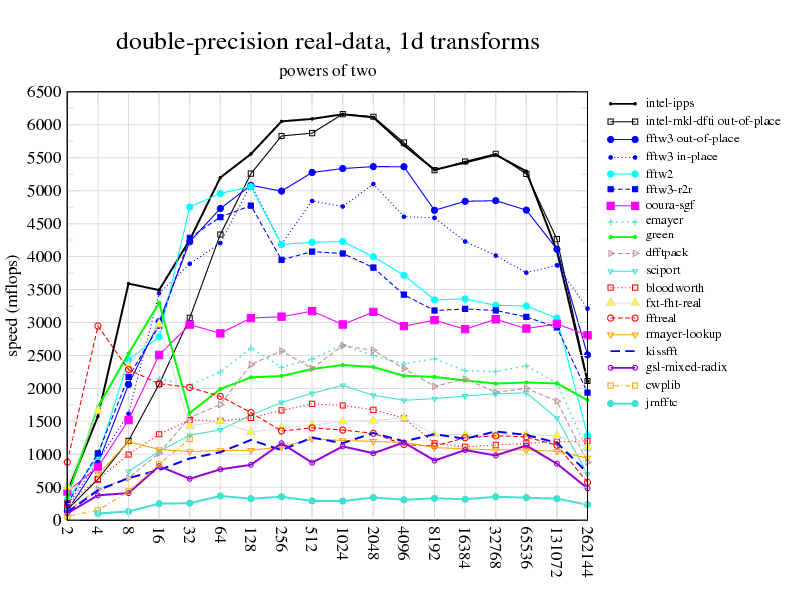 double-precision real-data, 1d transforms
powers of two
speed (mflops)
6500
6000
5500
5000
4500
4000
3500
3000
2500
2000
1500
1000
500
0
2
4
8
16
32
64
128
256
512
1024
2048
4096
8192
16384
32768
65536
131072
262144
intel-ipps
intel-mkl-dfti out-of-place
fftw3 out-of-place
fftw3 in-place
fftw2
fftw3-r2r
ooura-sgf
emayer
green
dfftpack
sciport
bloodworth
fxt-fht-real
fftreal
rmayer-lookup
kissfft
gsl-mixed-radix
cwplib
jmfftc